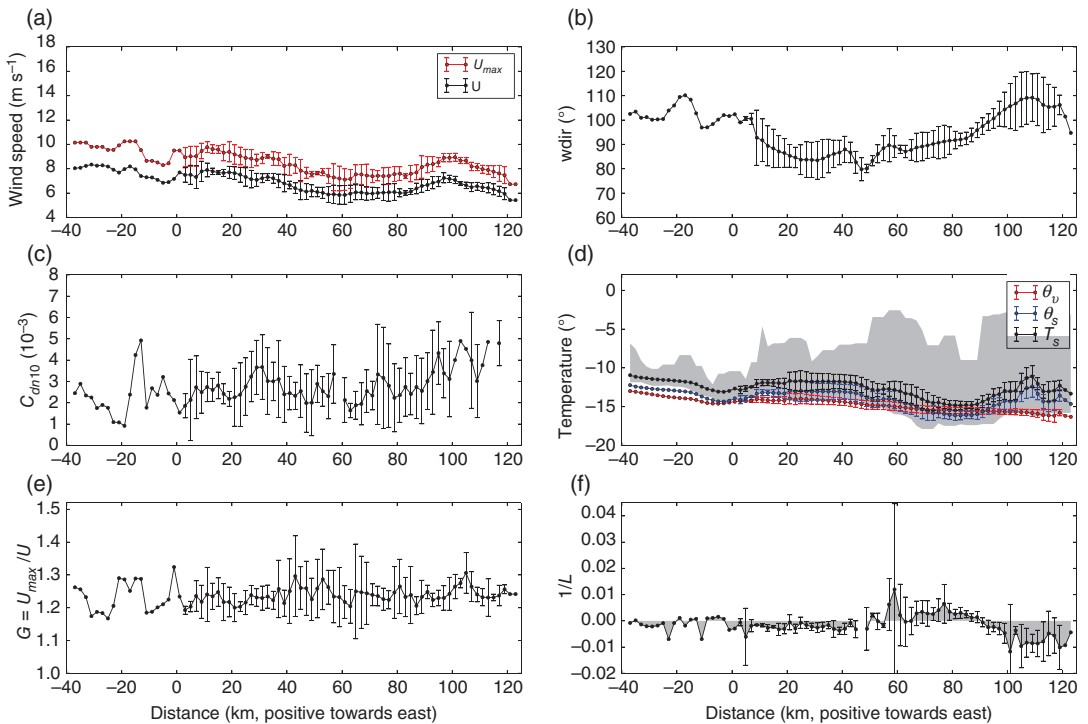 (a)
Wind speed (m s⁻¹)
18
16
14
12
10
8
6
4
U_max
U
−40 −20 0 20 40 60 80 100 120
(b)
wdir (°)
130
120
110
100
90
80
70
60
−40 −20 0 20 40 60 80 100 120
(c)
C_dn10 (10⁻³)
8
7
6
5
4
3
2
1
0
−40 −20 0 20 40 60 80 100 120
(d)
Temperature (°)
0
−5
−10
−15
−20
θ_v
θ_s
T_s
−40 −20 0 20 40 60 80 100 120
(e)
G = U_max /U
1.5
1.4
1.3
1.2
1.1
1.0
−40 −20 0 20 40 60 80 100 120
Distance (km, positive towards east)
(f)
1/L
0.04
0.03
0.02
0.01
0.00
−0.01
−0.02
−40 −20 0 20 40 60 80 100 120
Distance (km, positive towards east)